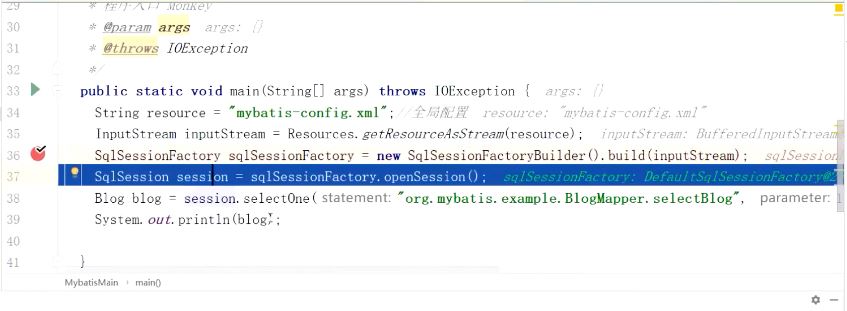 29 * 程序入口 Monkey
30 * @param args args: {}
31 * @throws IOException
32 */
33 public static void main(String[] args) throws IOException { args: {}
34 String resource = "mybatis-config.xml";//全局配置 resource: "mybatis-config.xml"
35 InputStream inputStream = Resources.getResourceAsStream(resource); inputStream: BufferedInputStream
36 SqlSessionFactory sqlSessionFactory = new SqlSessionFactoryBuilder().build(inputStream); sqlSession
37 SqlSession session = sqlSessionFactory.openSession(); sqlSessionFactory: DefaultSqlSessionFactory@2
38 Blog blog = session.selectOne( statement: "org.mybatis.example.BlogMapper.selectBlog", parameter: 1
39 System.out.println(blog);
40
41 }
MybatisMain › main()